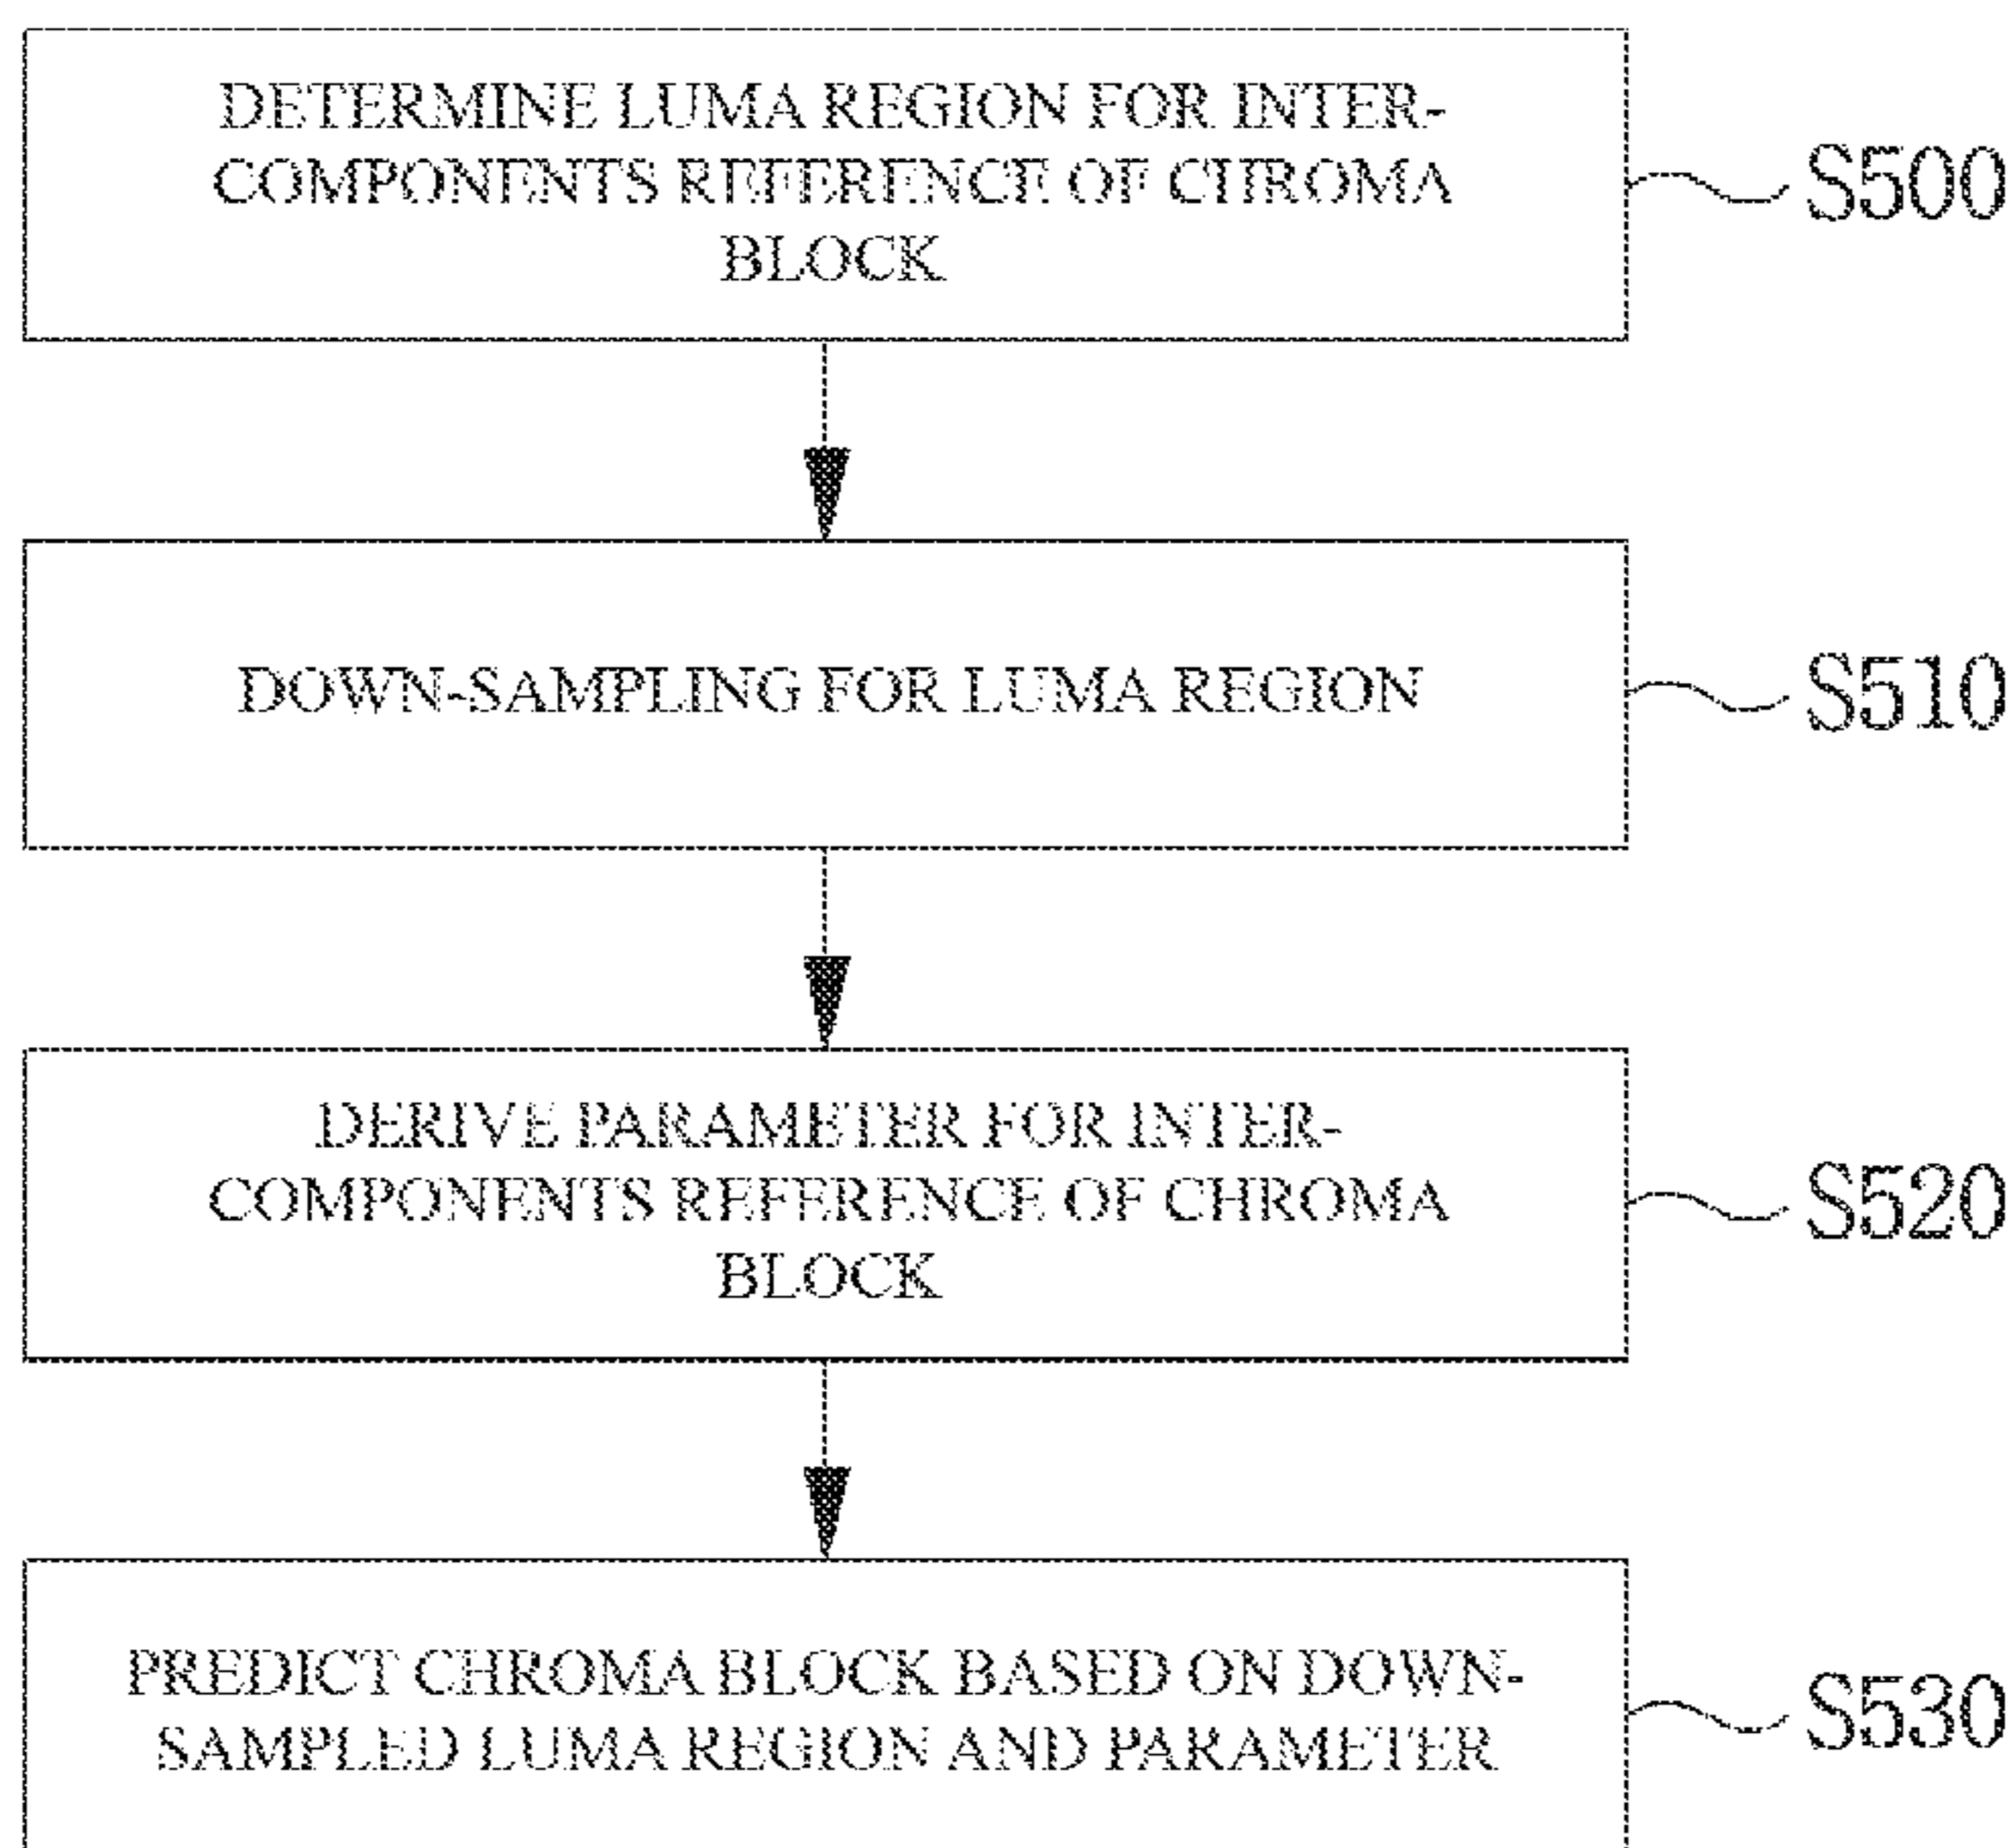 DETERMINE LUMA REGION FOR INTER-
COMPONENTS REFERENCE OF CHROMA
BLOCK
S500
DOWN-SAMPLING FOR LUMA REGION
S510
DERIVE PARAMETER FOR INTER-
COMPONENTS REFERENCE OF CHROMA
BLOCK
S520
PREDICT CHROMA BLOCK BASED ON DOWN-
SAMPLED LUMA REGION AND PARAMETER
S530